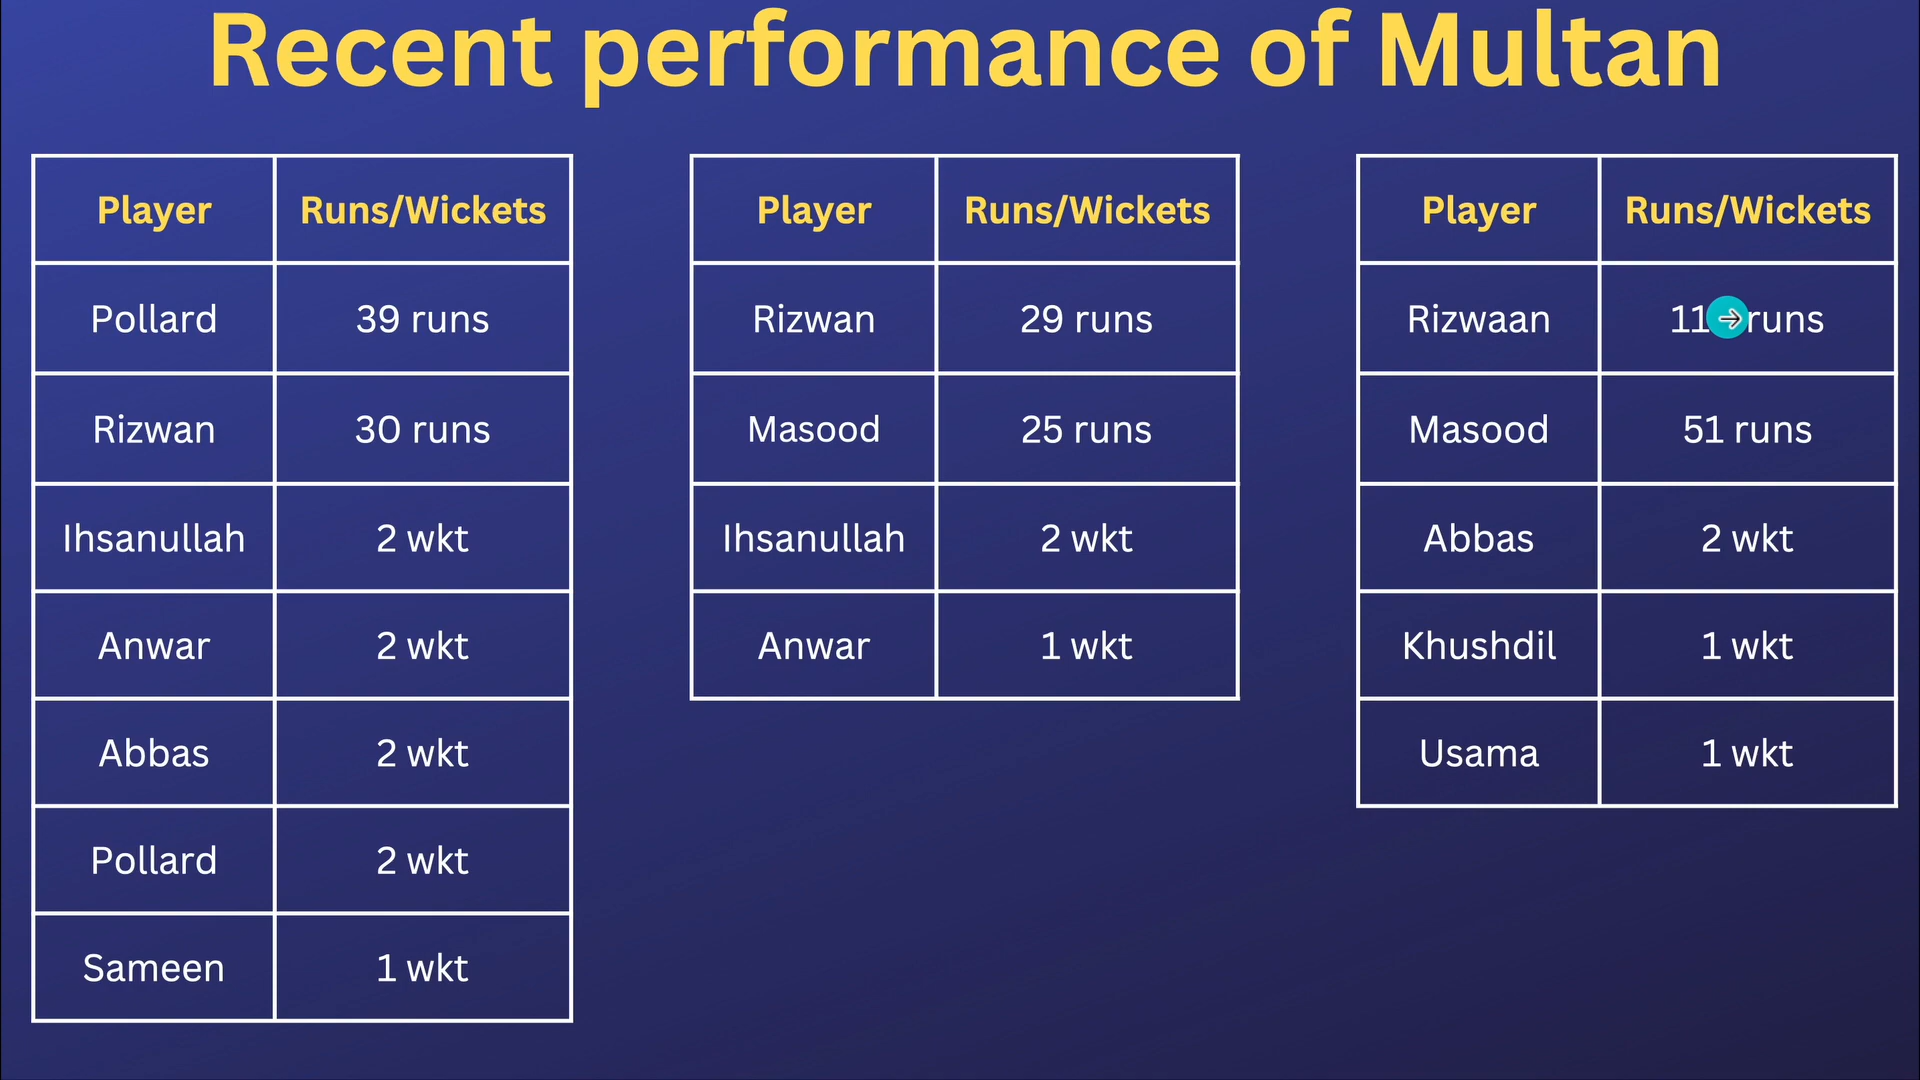 Recent performance of Multan
Player Runs/Wickets
Pollard 39 runs
Rizwan 30 runs
Ihsanullah 2 wkt
Anwar 2 wkt
Abbas 2 wkt
Pollard 2 wkt
Sameen 1 wkt
Player Runs/Wickets
Rizwan 29 runs
Masood 25 runs
Ihsanullah 2 wkt
Anwar 1 wkt
Player Runs/Wickets
Rizwaan runs
Masood 51 runs
Abbas 2 wkt
Khushdil 1 wkt
Usama 1 wkt